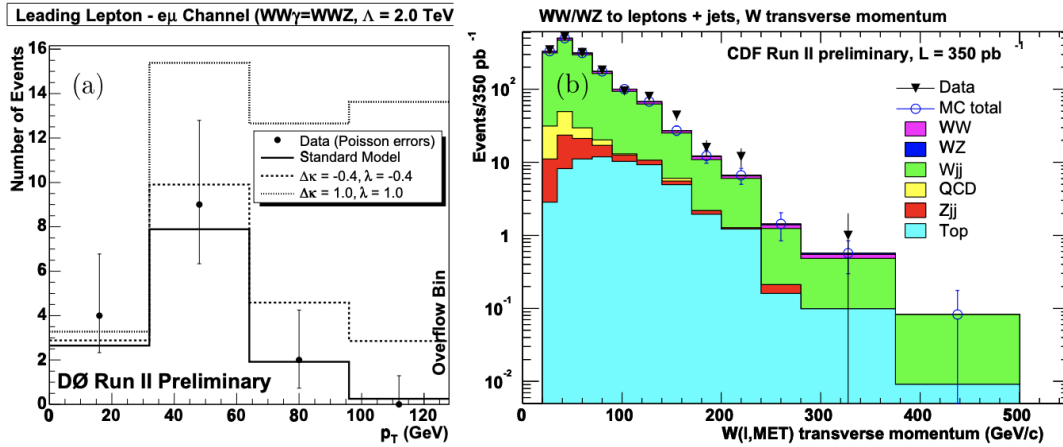 Leading Lepton - eμ Channel (WWγ=WWZ, Λ = 2.0 TeV
Number of Events
16
14
12
10
8
6
4
2
0
(a)
Data (Poisson errors)
Standard Model
Δκ = -0.4, λ = -0.4
Δκ = 1.0, λ = 1.0
Overflow Bin
DØ Run II Preliminary
0 20 40 60 80 100 120
pT (GeV)
WW/WZ to leptons + jets, W transverse momentum
Events/350 pb⁻¹
10²
10
1
10⁻¹
10⁻²
(b)
CDF Run II preliminary, L = 350 pb⁻¹
Data
MC total
WW
WZ
Wjj
QCD
Zjj
Top
0 100 200 300 400 500
W(l,MET) transverse momentum (GeV/c)